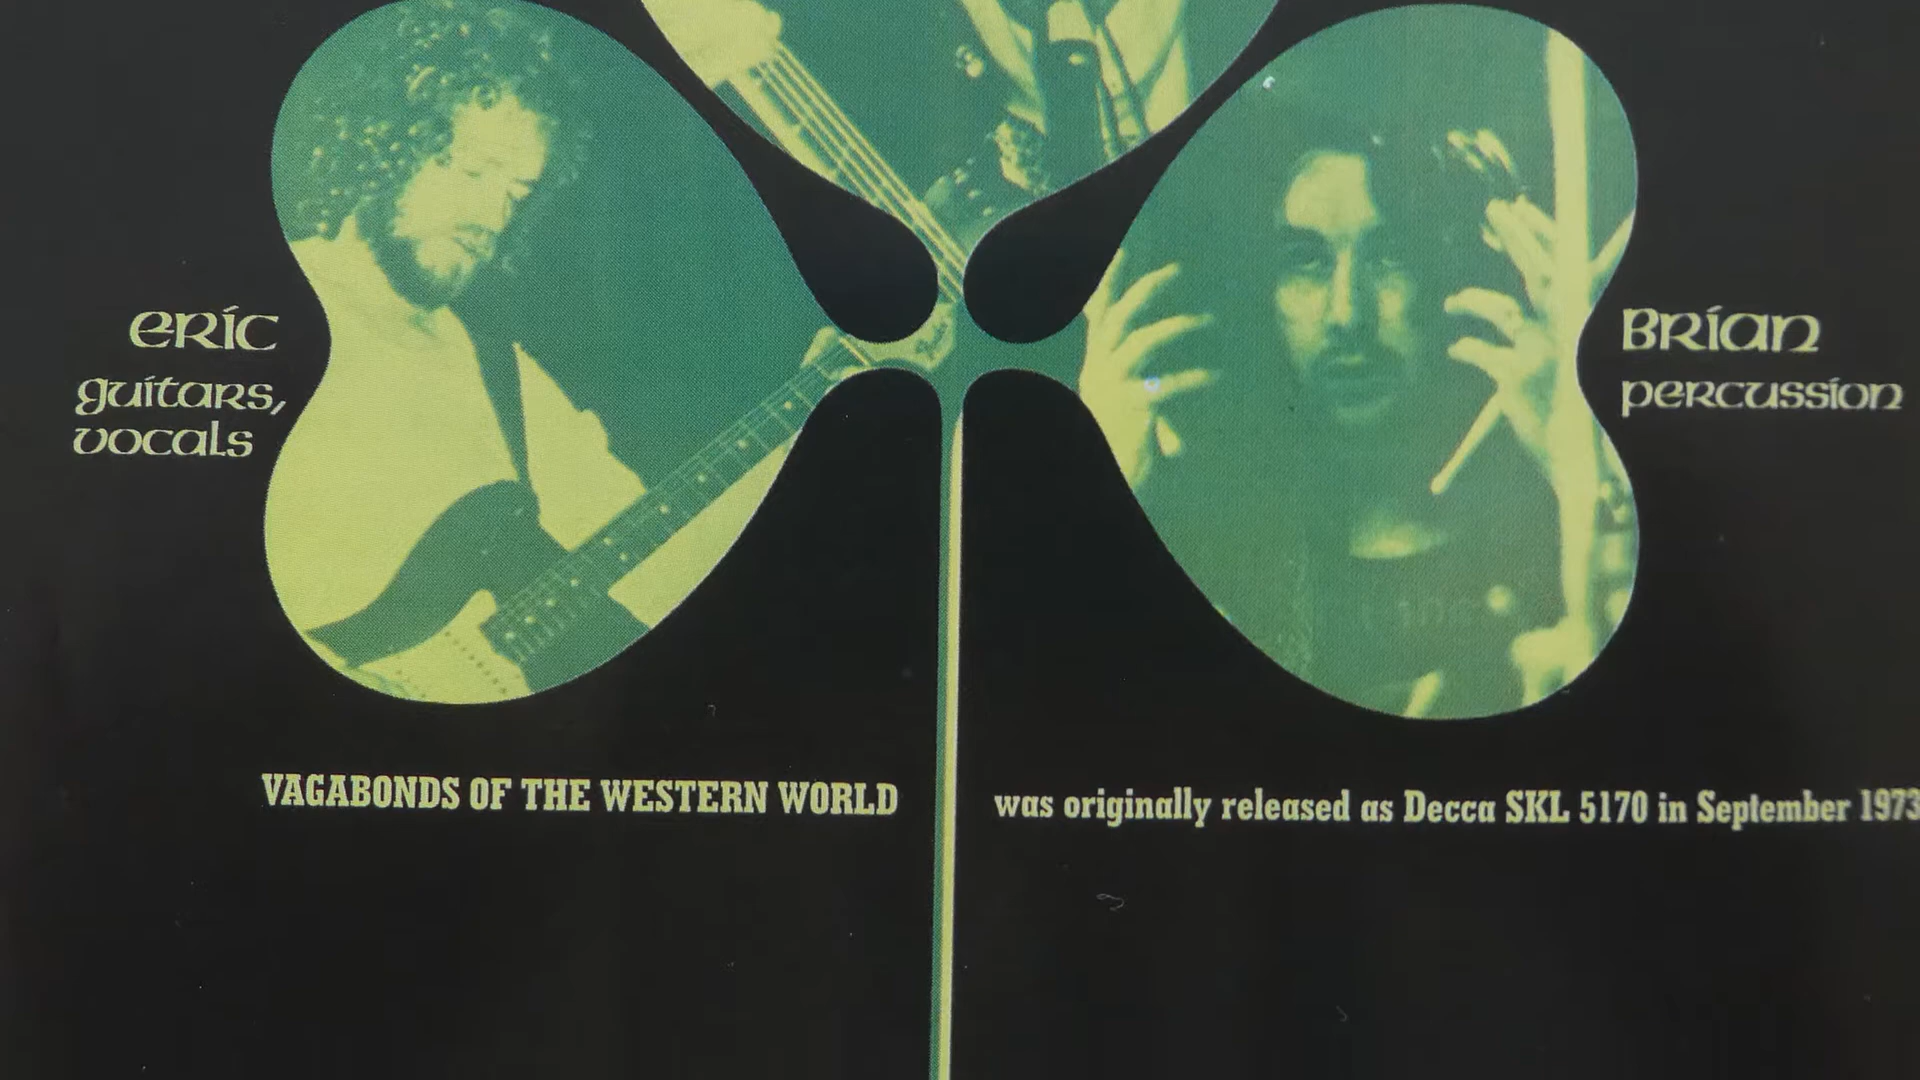 eric
guitars,
vocals
Brian
percussion
VAGABONDS OF THE WESTERN WORLD
was originally released as Decca SKL 5170 in September 1973